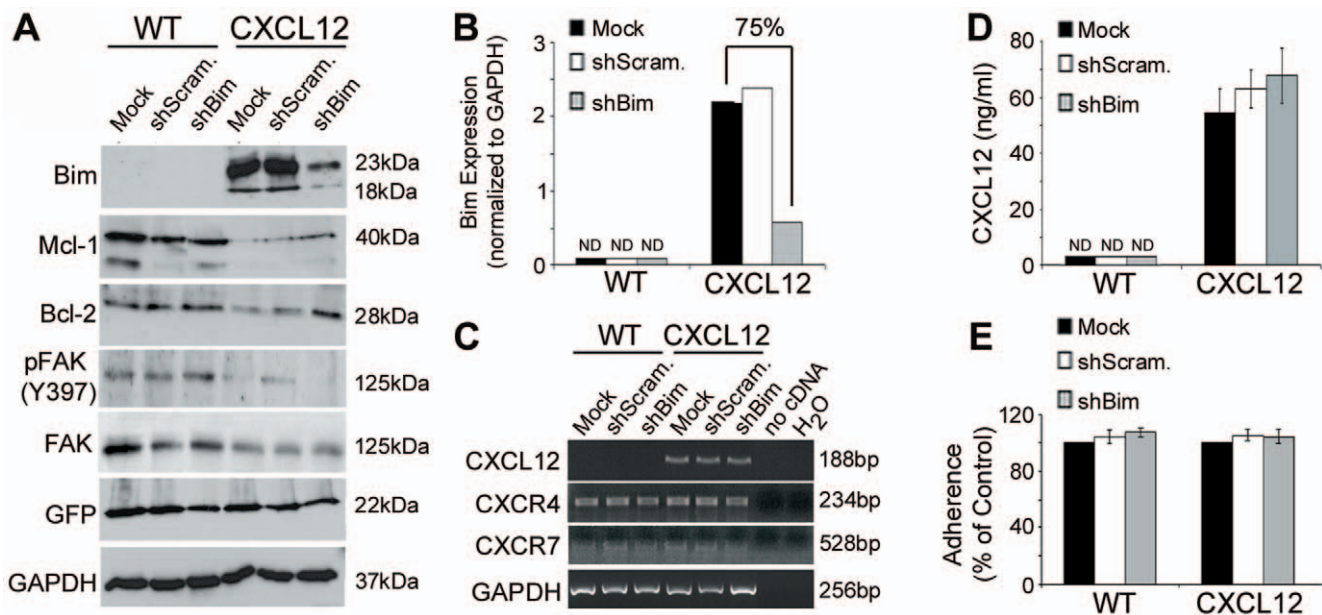 A
WT CXCL12
Mock shScram. shBim Mock shScram. shBim
Bim 23kDa
18kDa
Mcl-1 40kDa
Bcl-2 28kDa
pFAK
(Y397) 125kDa
FAK 125kDa
GFP 22kDa
GAPDH 37kDa
B
Mock
shScram.
shBim
75%
Bim Expression
(normalized to GAPDH)
3
2
1
0
ND ND ND
WT CXCL12
C
WT CXCL12
Mock shScram. shBim Mock shScram. shBim no cDNA H2O
CXCL12 188bp
CXCR4 234bp
CXCR7 528bp
GAPDH 256bp
D
Mock
shScram.
shBim
CXCL12 (ng/ml)
80
60
40
20
0
ND ND ND
WT CXCL12
E
Mock
shScram.
shBim
Adherence
(% of Control)
120
80
40
0
WT CXCL12